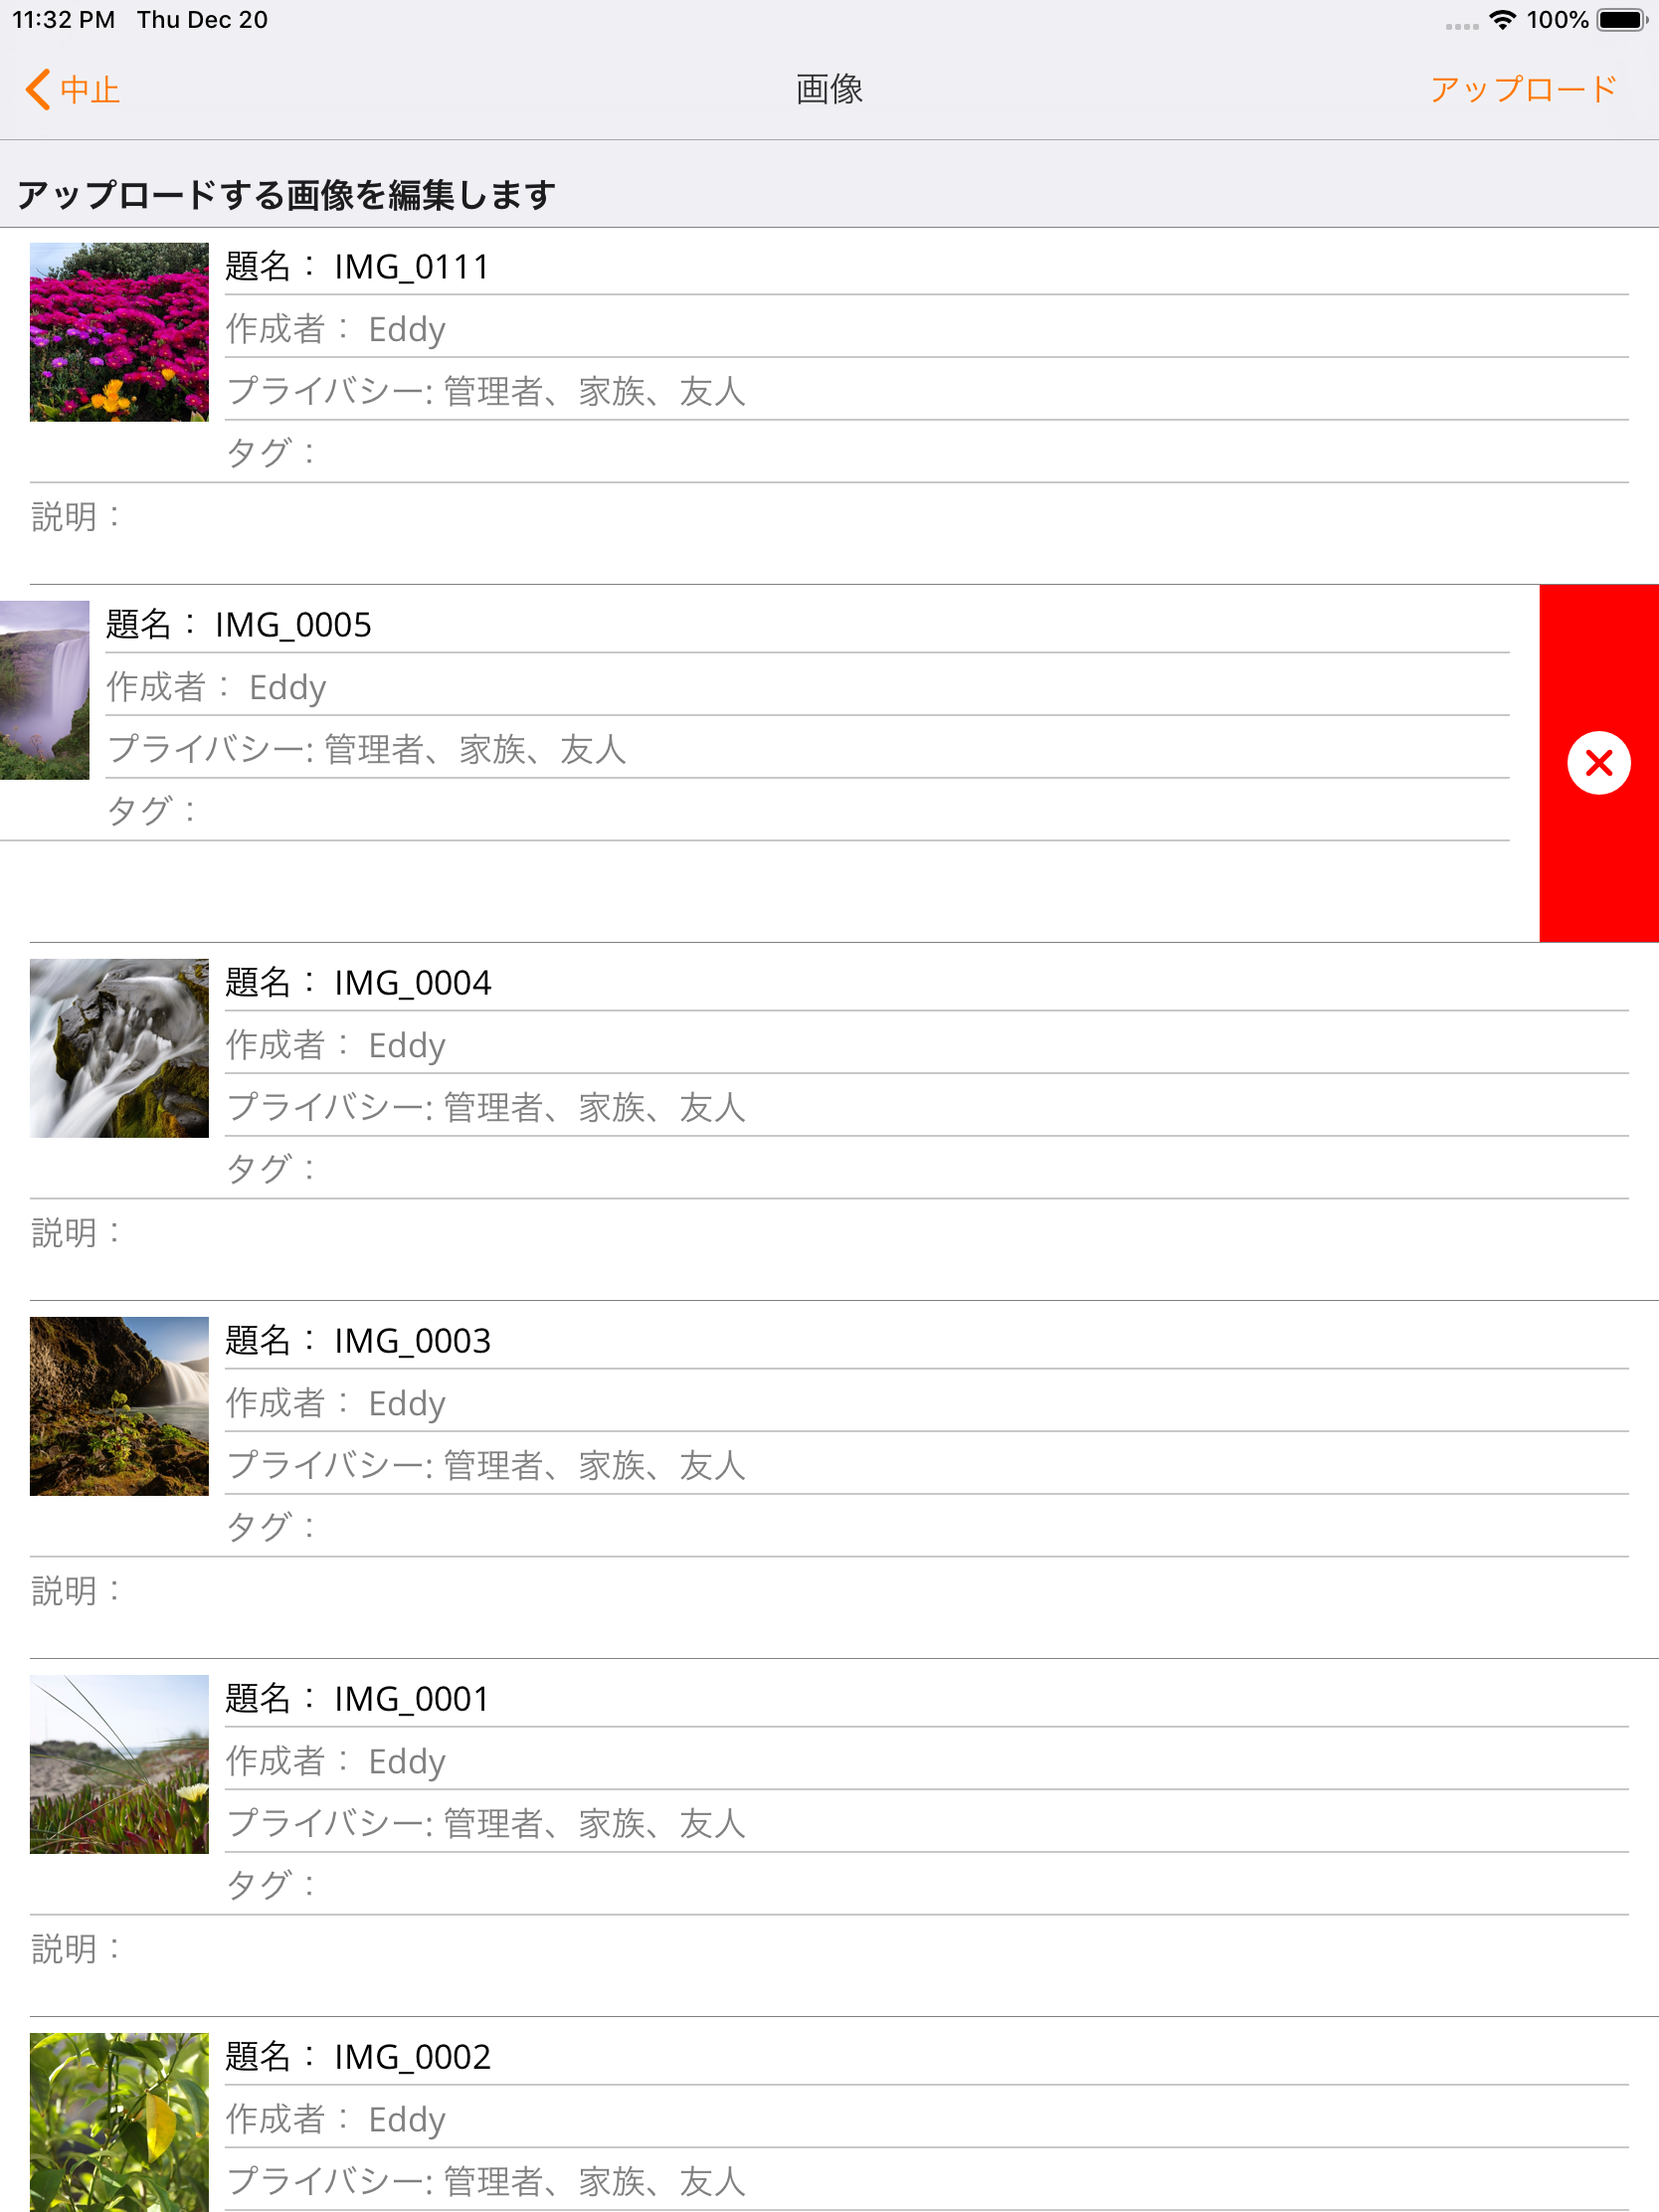 11:32 PM Thu Dec 20 100%
中止 画像 アップロード
アップロードする画像を編集します
題名： IMG_0111
作成者： Eddy
プライバシー: 管理者、家族、友人
タグ：
説明：
題名： IMG_0005
作成者： Eddy
プライバシー: 管理者、家族、友人
タグ：
題名： IMG_0004
作成者： Eddy
プライバシー: 管理者、家族、友人
タグ：
説明：
題名： IMG_0003
作成者： Eddy
プライバシー: 管理者、家族、友人
タグ：
説明：
題名： IMG_0001
作成者： Eddy
プライバシー: 管理者、家族、友人
タグ：
説明：
題名： IMG_0002
作成者： Eddy
プライバシー: 管理者、家族、友人